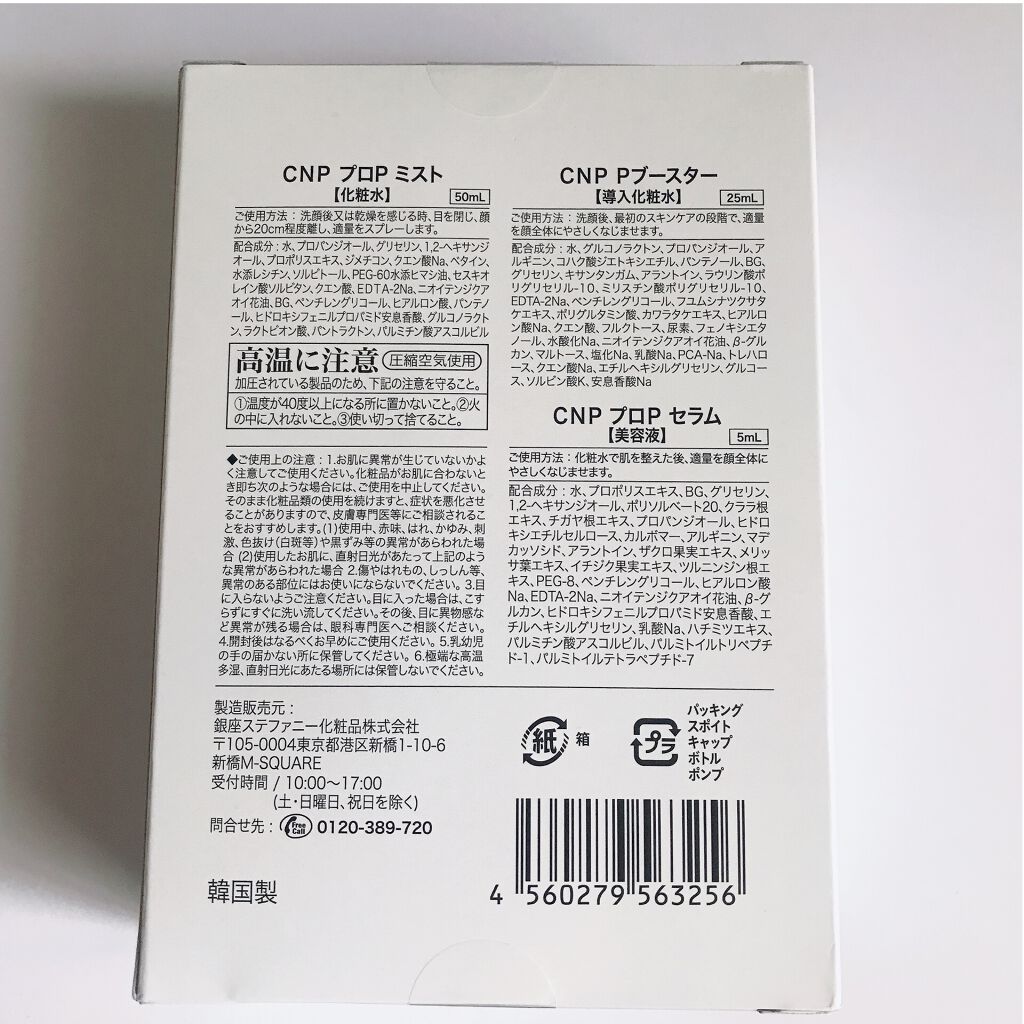 CNP プロP ミスト
【化粧水】 50mL
ご使用方法：洗顔後又は乾燥を感じる時、目を閉じ、顔
から20cm程度離し、適量をスプレーします。
配合成分：水、プロパンジオール、グリセリン、1,2-ヘキサンジ
オール、プロポリスエキス、ジメチコン、クエン酸Na、ベタイン、
水添レシチン、ソルビトール、PEG-60水添ヒマシ油、セスキオ
レイン酸ソルビタン、クエン酸、EDTA-2Na、ニオイテンジクア
オイ花油、BG、ペンチレングリコール、ヒアルロン酸、パンテノ
ール、ヒドロキシフェニルプロパミド安息香酸、グルコノラクト
ン、ラクトビオン酸、パントラクトン、パルミチン酸アスコルビル
高温に注意 圧縮空気使用
加圧されている製品のため、下記の注意を守ること。
①温度が40度以上になる所に置かないこと。②火
の中に入れないこと。③使い切って捨てること。
◆ご使用上の注意：1.お肌に異常が生じていないかよ
く注意してご使用ください。化粧品がお肌に合わないと
き即ち次のような場合には、ご使用を中止してください。
そのまま化粧品類の使用を続けますと、症状を悪化させ
ることがありますので、皮膚専門医等にご相談されるこ
とをおすすめします。(1)使用中、赤味、はれ、かゆみ、刺
激、色抜け(白斑等)や黒ずみ等の異常があらわれた場
合 (2)使用したお肌に、直射日光があたって上記のよう
な異常があらわれた場合 2.傷やはれもの、しっしん等、
異常のある部位にはお使いにならないでください。3.目
に入らないようご注意ください。目に入った場合は、こす
らずにすぐに洗い流してください。その後、目に異物感な
ど異常が残る場合は、眼科専門医へご相談ください。
4.開封後はなるべくお早めにご使用ください。5.乳幼児
の手の届かない所に保管してください。6.極端な高温
多湿、直射日光にあたる場所には保管しないでください。
CNP Pブースター
【導入化粧水】 25mL
ご使用方法：洗顔後、最初のスキンケアの段階で、適量
を顔全体にやさしくなじませます。
配合成分：水、グルコノラクトン、プロパンジオール、ア
ルギニン、コハク酸ジエトキシエチル、パンテノール、BG、
グリセリン、キサンタンガム、アラントイン、ラウリン酸ポ
リグリセリル-10、ミリスチン酸ポリグリセリル-10、
EDTA-2Na、ペンチレングリコール、フユムシナツクサタ
ケエキス、ポリグルタミン酸、カワラタケエキス、ヒアルロ
ン酸Na、クエン酸、フルクトース、尿素、フェノキシエタ
ノール、水酸化Na、ニオイテンジクアオイ花油、β-グル
カン、マルトース、塩化Na、乳酸Na、PCA-Na、トレハロ
ース、クエン酸Na、エチルヘキシルグリセリン、グルコー
ス、ソルビン酸K、安息香酸Na
CNP プロP セラム
【美容液】 5mL
ご使用方法：化粧水で肌を整えた後、適量を顔全体に
やさしくなじませます。
配合成分：水、プロポリスエキス、BG、グリセリン、
1,2-ヘキサンジオール、ポリソルベート20、クララ根
エキス、チガヤ根エキス、プロパンジオール、ヒドロ
キシエチルセルロース、カルボマー、アルギニン、マデ
カッソシド、アラントイン、ザクロ果実エキス、メリッ
サ葉エキス、イチジク果実エキス、ツルニンジン根エ
キス、PEG-8、ペンチレングリコール、ヒアルロン酸
Na、EDTA-2Na、ニオイテンジクアオイ花油、β-グ
ルカン、ヒドロキシフェニルプロパミド安息香酸、エ
チルヘキシルグリセリン、乳酸Na、ハチミツエキス、
パルミチン酸アスコルビル、パルミトイルトリペプチ
ド-1、パルミトイルテトラペプチド-7
製造販売元：
銀座ステファニー化粧品株式会社
〒105-0004東京都港区新橋1-10-6
新橋M-SQUARE
受付時間 / 10:00〜17:00
(土・日曜日、祝日を除く)
問合せ先： Free Call 0120-389-720
韓国製
紙 箱
プラ
パッキング
スポイト
キャップ
ボトル
ポンプ
4 560279 563256